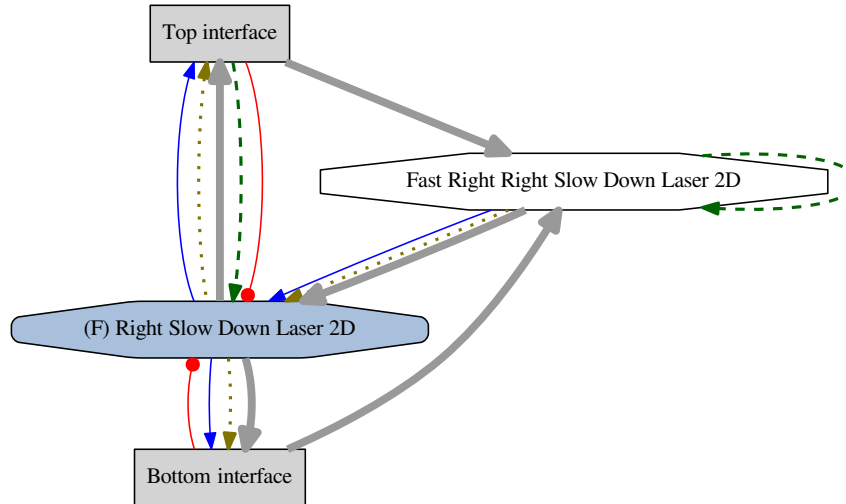 Top interface
Fast Right Right Slow Down Laser 2D
(F) Right Slow Down Laser 2D
Bottom interface